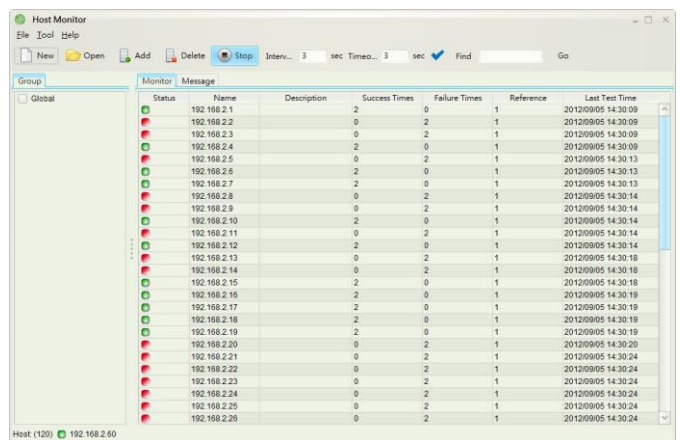 Host Monitor
File Tool Help
New Open Add Delete Stop Interv... 3 sec Timeo... 3 sec Find Go
Group Monitor Message
Global
Status Name Description Success Times Failure Times Reference Last Test Time
192.168.2.1 2 0 1 2012/09/05 14:30:09
192.168.2.2 0 2 1 2012/09/05 14:30:09
192.168.2.3 0 2 1 2012/09/05 14:30:09
192.168.2.4 2 0 1 2012/09/05 14:30:09
192.168.2.5 0 2 1 2012/09/05 14:30:13
192.168.2.6 2 0 1 2012/09/05 14:30:13
192.168.2.7 2 0 1 2012/09/05 14:30:13
192.168.2.8 0 2 1 2012/09/05 14:30:14
192.168.2.9 0 2 1 2012/09/05 14:30:14
192.168.2.10 2 0 1 2012/09/05 14:30:14
192.168.2.11 0 2 1 2012/09/05 14:30:14
192.168.2.12 2 0 1 2012/09/05 14:30:14
192.168.2.13 0 2 1 2012/09/05 14:30:18
192.168.2.14 0 2 1 2012/09/05 14:30:18
192.168.2.15 2 0 1 2012/09/05 14:30:18
192.168.2.16 2 0 1 2012/09/05 14:30:19
192.168.2.17 2 0 1 2012/09/05 14:30:19
192.168.2.18 2 0 1 2012/09/05 14:30:19
192.168.2.19 2 0 1 2012/09/05 14:30:19
192.168.2.20 0 2 1 2012/09/05 14:30:20
192.168.2.21 0 2 1 2012/09/05 14:30:24
192.168.2.22 0 2 1 2012/09/05 14:30:24
192.168.2.23 0 2 1 2012/09/05 14:30:24
192.168.2.24 0 2 1 2012/09/05 14:30:24
192.168.2.25 0 2 1 2012/09/05 14:30:24
192.168.2.26 0 2 1 2012/09/05 14:30:24
Host: (120) 192.168.2.60